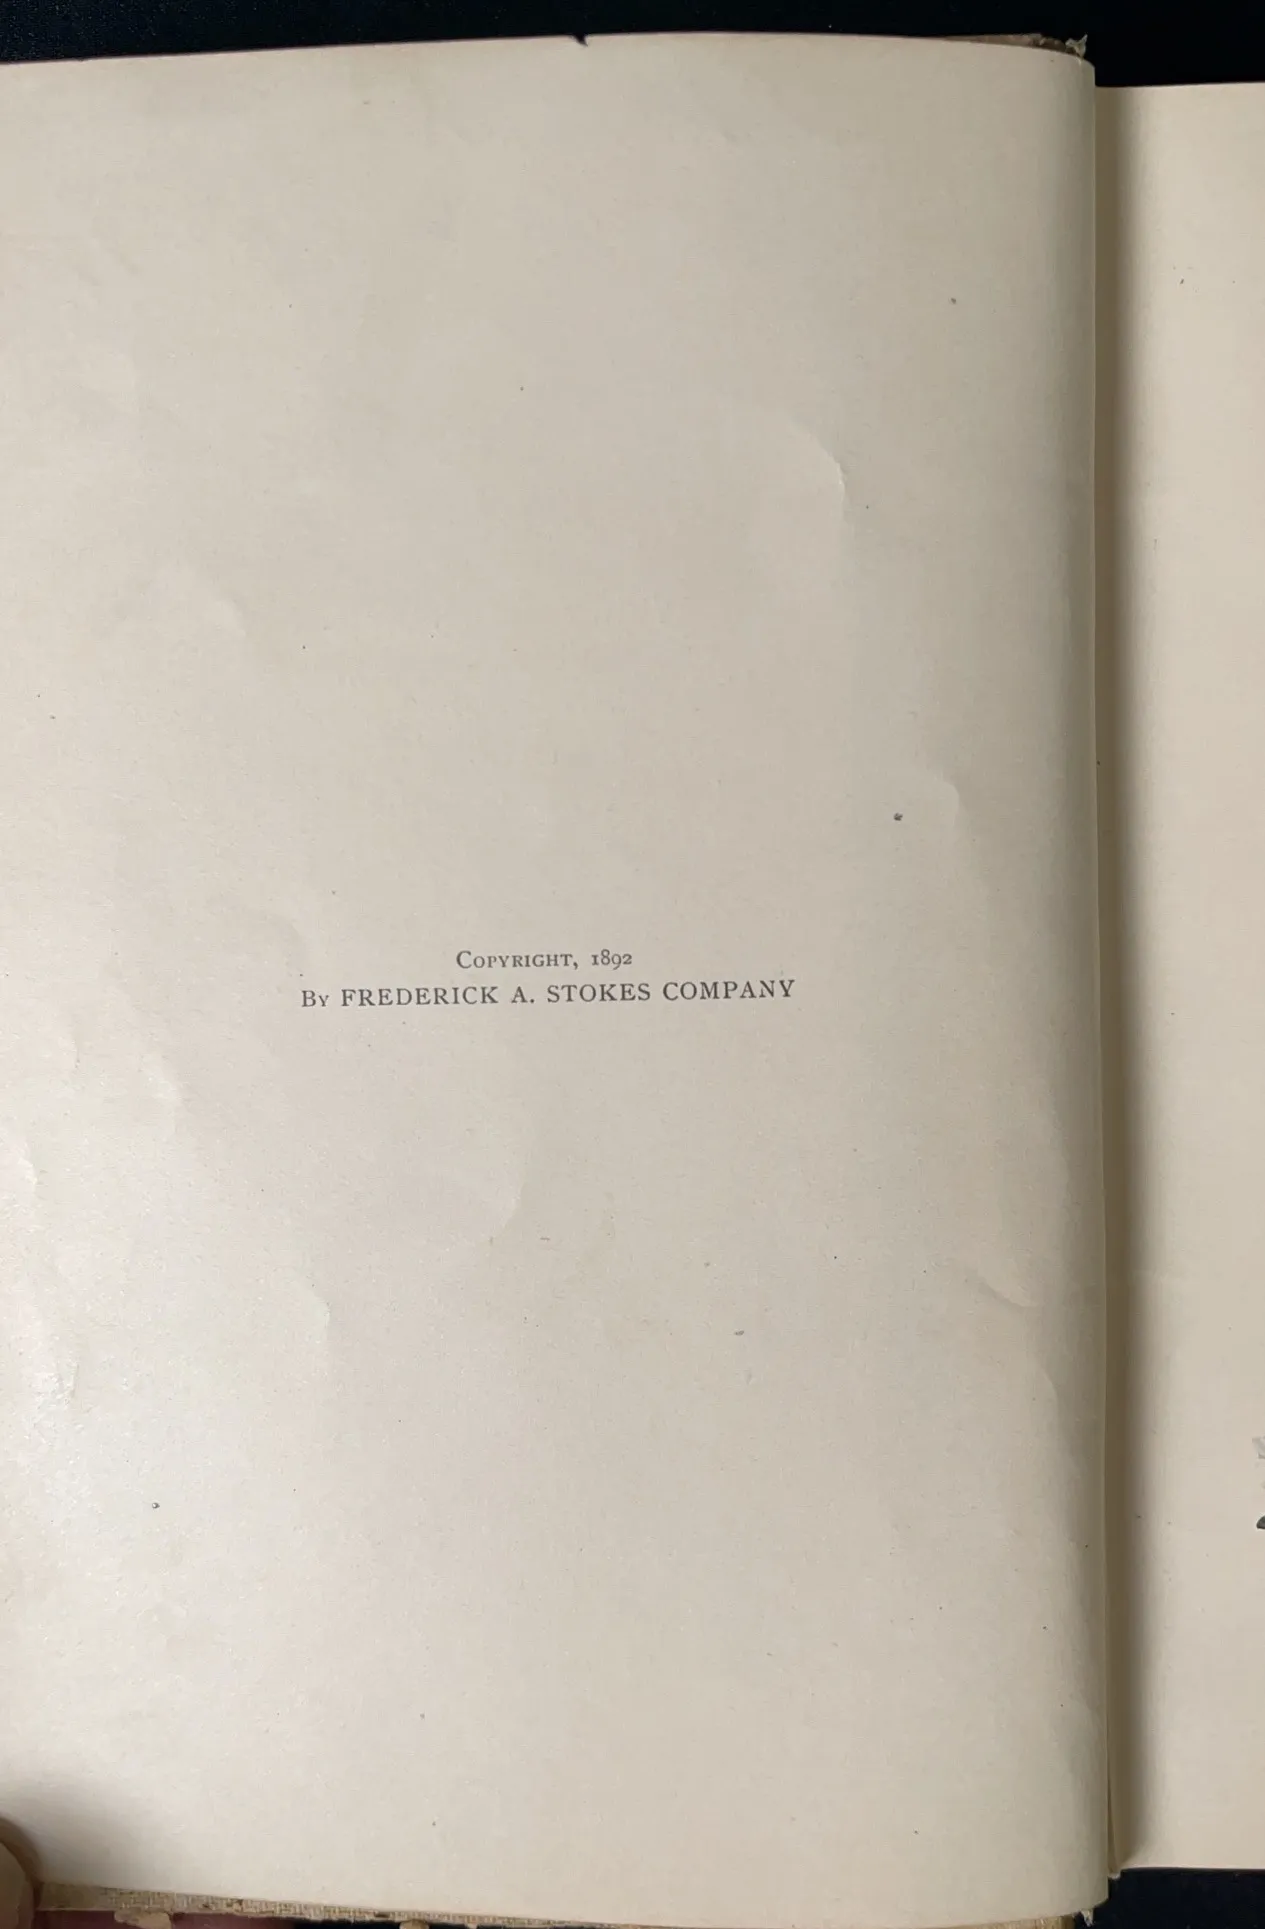 Copyright, 1892
By FREDERICK A. STOKES COMPANY